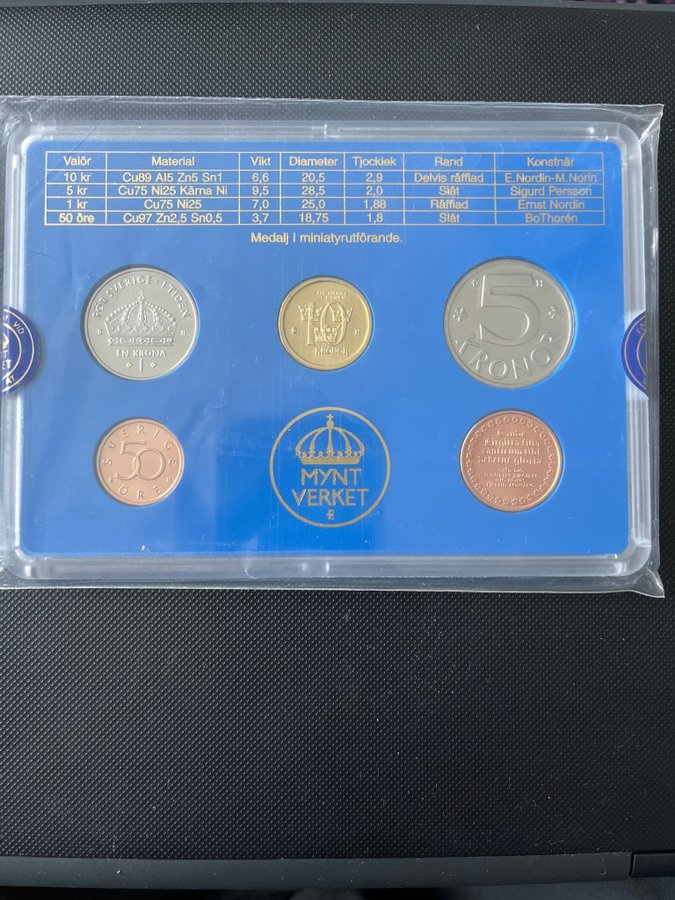 Valör Material Vikt Diameter Tjocklek Rand Konstnär
10 kr Cu89 Al5 Zn5 Sn1 6,6 20,5 2,9 Delvis räfflad E.Nordin-M.Norin
5 kr Cu75 Ni25 Kärna Ni 9,5 28,5 2,0 Slät Sigurd Persson
1 kr Cu75 Ni25 7,0 25,0 1,88 Räfflad Ernst Nordin
50 öre Cu97 Zn2,5 Sn0,5 3,7 18,75 1,8 Slät BoThorén
Medalj i miniatyrutförande.
FÖR SVERIGE I TIDEN
EN KRONA
1
10
KRONOR
B
5
KRONOR
SVERIGE
50
ÖRE
MYNT
VERKET